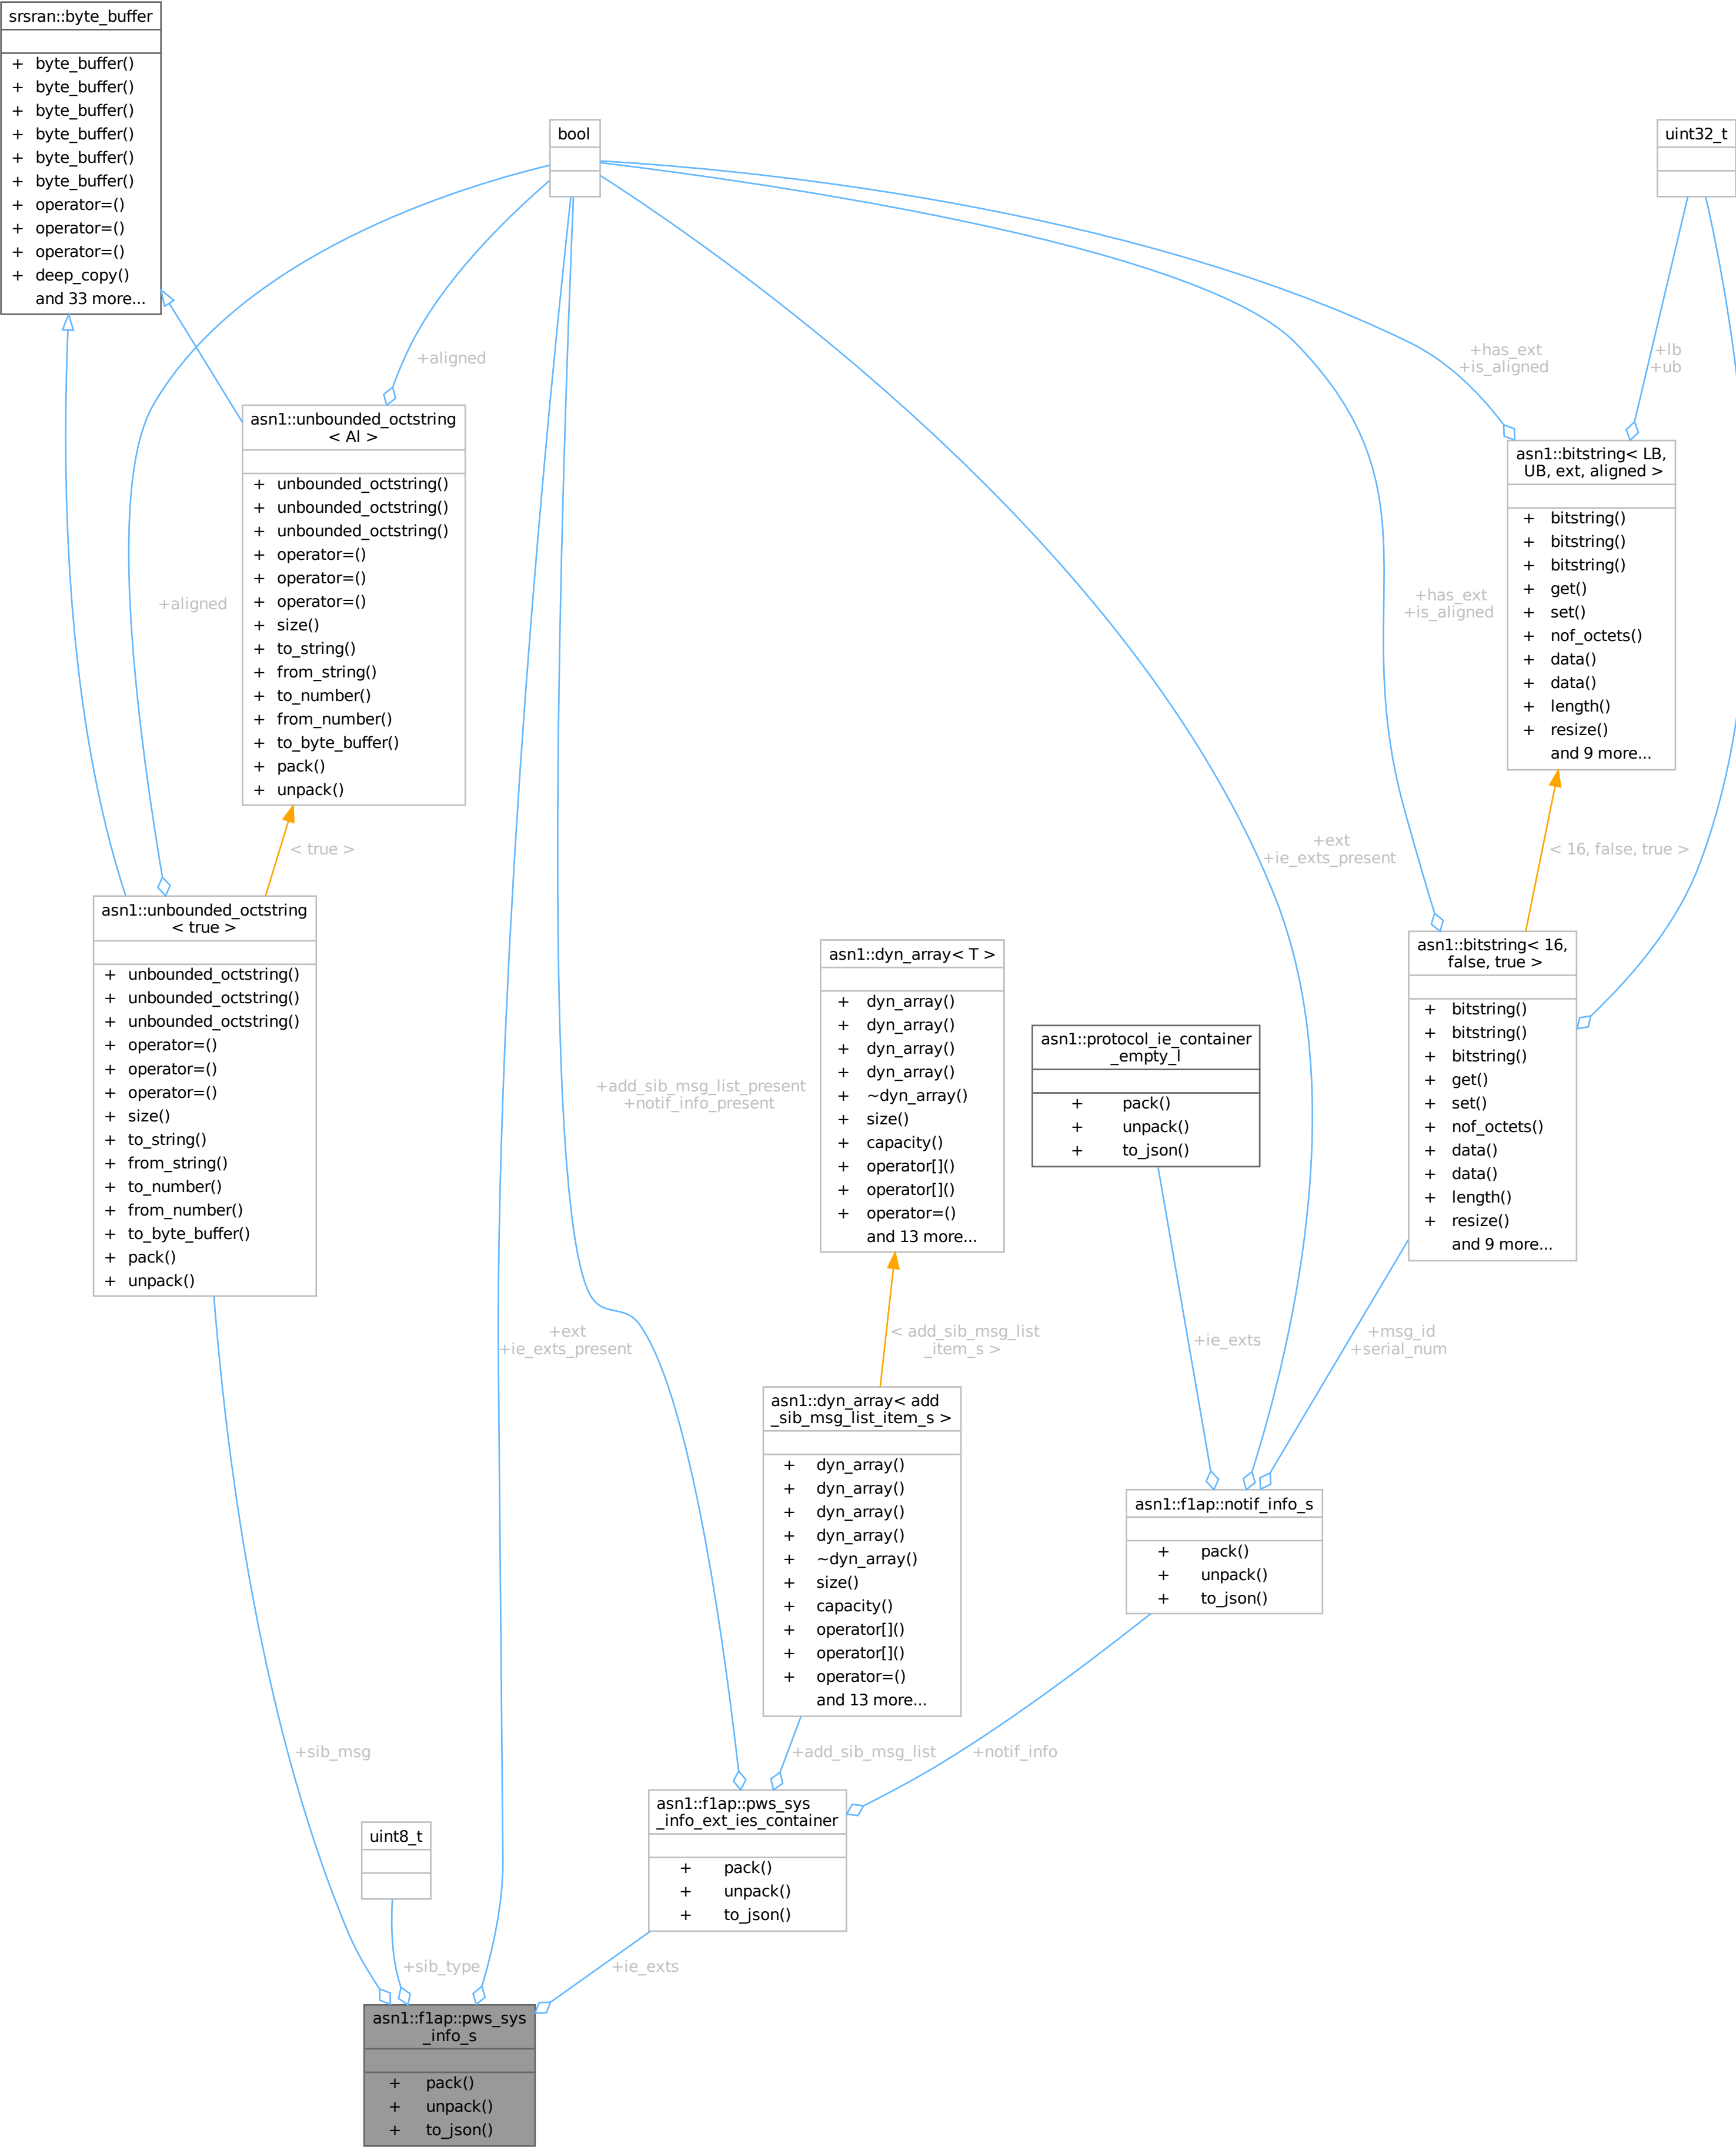 srsran::byte_buffer
+ byte_buffer()
+ byte_buffer()
+ byte_buffer()
+ byte_buffer()
+ byte_buffer()
+ byte_buffer()
+ operator=()
+ operator=()
+ operator=()
+ deep_copy()
and 33 more...
bool
uint32_t
+aligned
+has_ext
+is_aligned
+lb
+ub
asn1::unbounded_octstring
< Al >
+ unbounded_octstring()
+ unbounded_octstring()
+ unbounded_octstring()
+ operator=()
+ operator=()
+ operator=()
+ size()
+ to_string()
+ from_string()
+ to_number()
+ from_number()
+ to_byte_buffer()
+ pack()
+ unpack()
asn1::bitstring< LB,
UB, ext, aligned >
+ bitstring()
+ bitstring()
+ bitstring()
+ get()
+ set()
+ nof_octets()
+ data()
+ data()
+ length()
+ resize()
and 9 more...
+aligned
+has_ext
+is_aligned
< true >
+ext
+ie_exts_present
< 16, false, true >
asn1::unbounded_octstring
< true >
+ unbounded_octstring()
+ unbounded_octstring()
+ unbounded_octstring()
+ operator=()
+ operator=()
+ operator=()
+ size()
+ to_string()
+ from_string()
+ to_number()
+ from_number()
+ to_byte_buffer()
+ pack()
+ unpack()
+add_sib_msg_list_present
+notif_info_present
asn1::dyn_array< T >
+ dyn_array()
+ dyn_array()
+ dyn_array()
+ dyn_array()
+ ~dyn_array()
+ size()
+ capacity()
+ operator[]()
+ operator[]()
+ operator=()
and 13 more...
asn1::protocol_ie_container
_empty_l
+ pack()
+ unpack()
+ to_json()
asn1::bitstring< 16,
false, true >
+ bitstring()
+ bitstring()
+ bitstring()
+ get()
+ set()
+ nof_octets()
+ data()
+ data()
+ length()
+ resize()
and 9 more...
+ext
+ie_exts_present
< add_sib_msg_list
_item_s >
+ie_exts
+msg_id
+serial_num
asn1::dyn_array< add
_sib_msg_list_item_s >
+ dyn_array()
+ dyn_array()
+ dyn_array()
+ dyn_array()
+ ~dyn_array()
+ size()
+ capacity()
+ operator[]()
+ operator[]()
+ operator=()
and 13 more...
asn1::f1ap::notif_info_s
+ pack()
+ unpack()
+ to_json()
+sib_msg
+add_sib_msg_list
+notif_info
uint8_t
asn1::f1ap::pws_sys
_info_ext_ies_container
+ pack()
+ unpack()
+ to_json()
+sib_type
+ie_exts
asn1::f1ap::pws_sys
_info_s
+ pack()
+ unpack()
+ to_json()